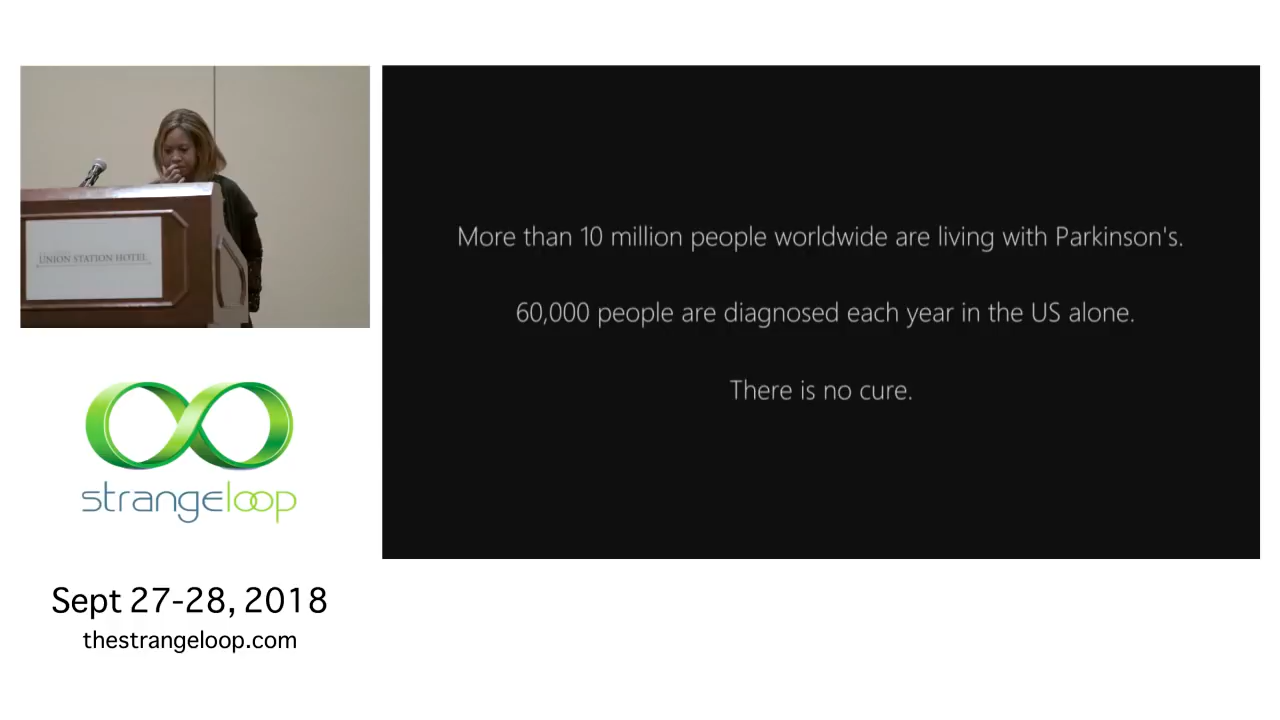 UNION STATION HOTEL
strangeloop
Sept 27-28, 2018
thestrangeloop.com
More than 10 million people worldwide are living with Parkinson's.
60,000 people are diagnosed each year in the US alone.
There is no cure.